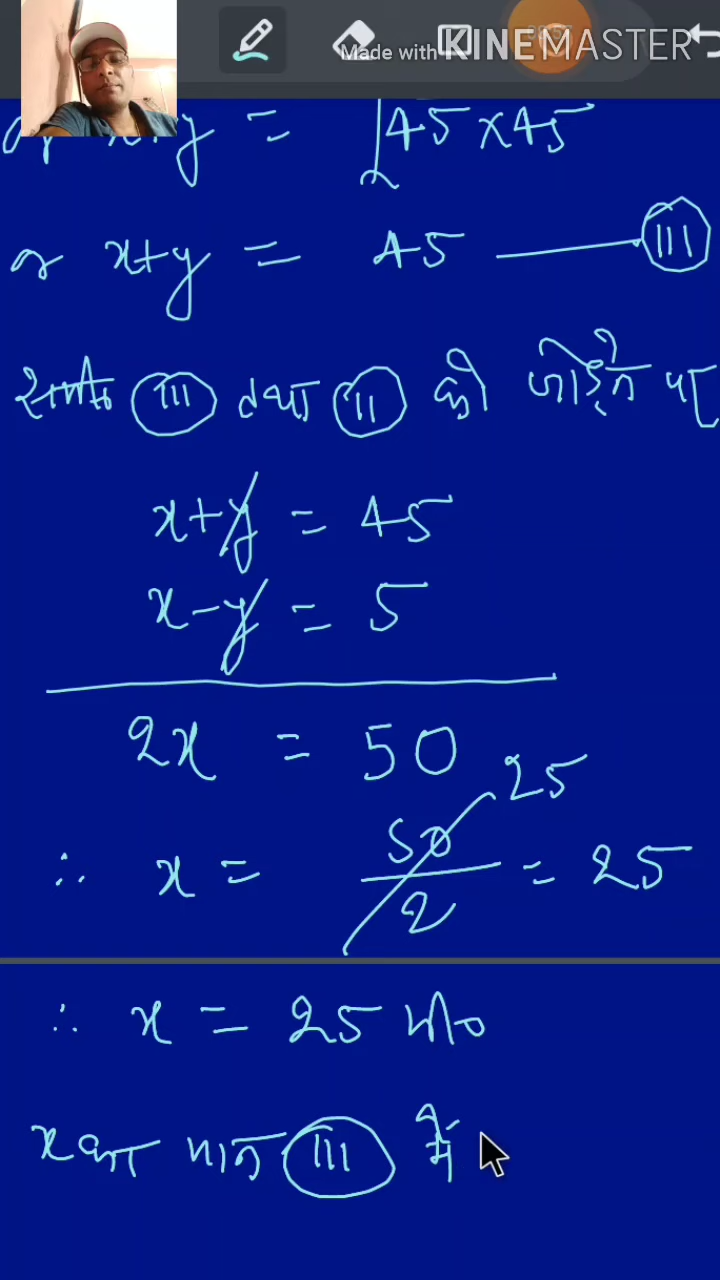 Made with KINEMASTER
x+y = √45×45
or x+y = 45 — III
समी० III तथा II को जोड़ने पर
x+y = 45
x-y = 5
2x = 50
25
∴ x = 50/2 = 25
∴ x = 25 मी०
x का मान III में